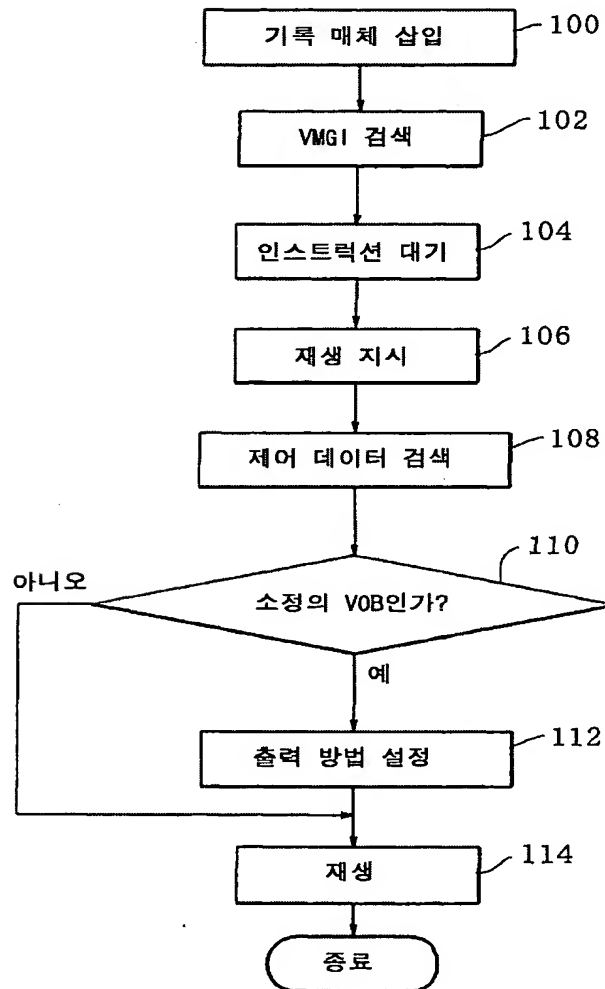 기록 매체 삽입
100
VMGI 검색
102
인스트럭션 대기
104
재생 지시
106
제어 데이터 검색
108
110
아니오
소정의 VOB인가?
예
출력 방법 설정
112
재생
114
종료